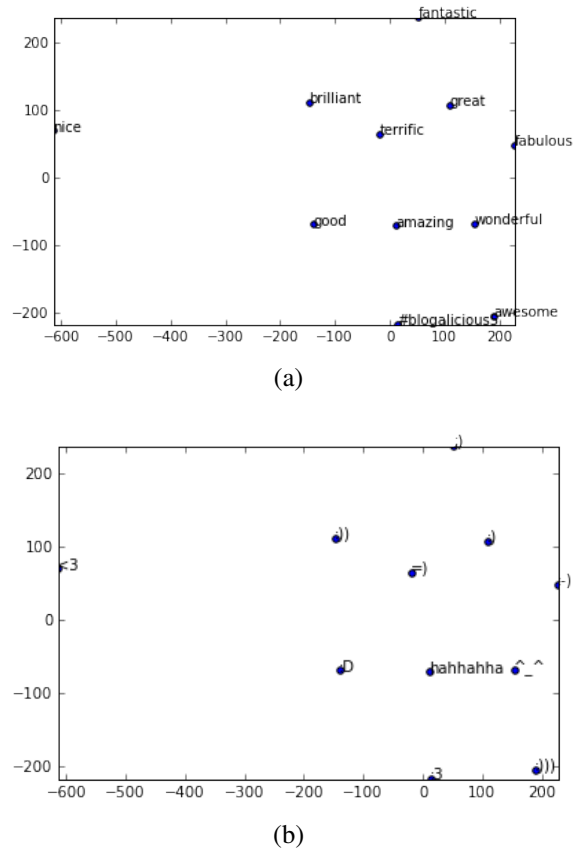 fantastic
200
brilliant
great
100
nice
terrific
fabulous
0
good
amazing
wonderful
−100
awesome
−200
#blogalicious5
−600 −500 −400 −300 −200 −100 0 100 200
(a)
;)
200
:))
:)
100
<3
=)
-)
0
:D
hahhahha
^_^
−100
:)))
−200
:3
−600 −500 −400 −300 −200 −100 0 100 200
(b)